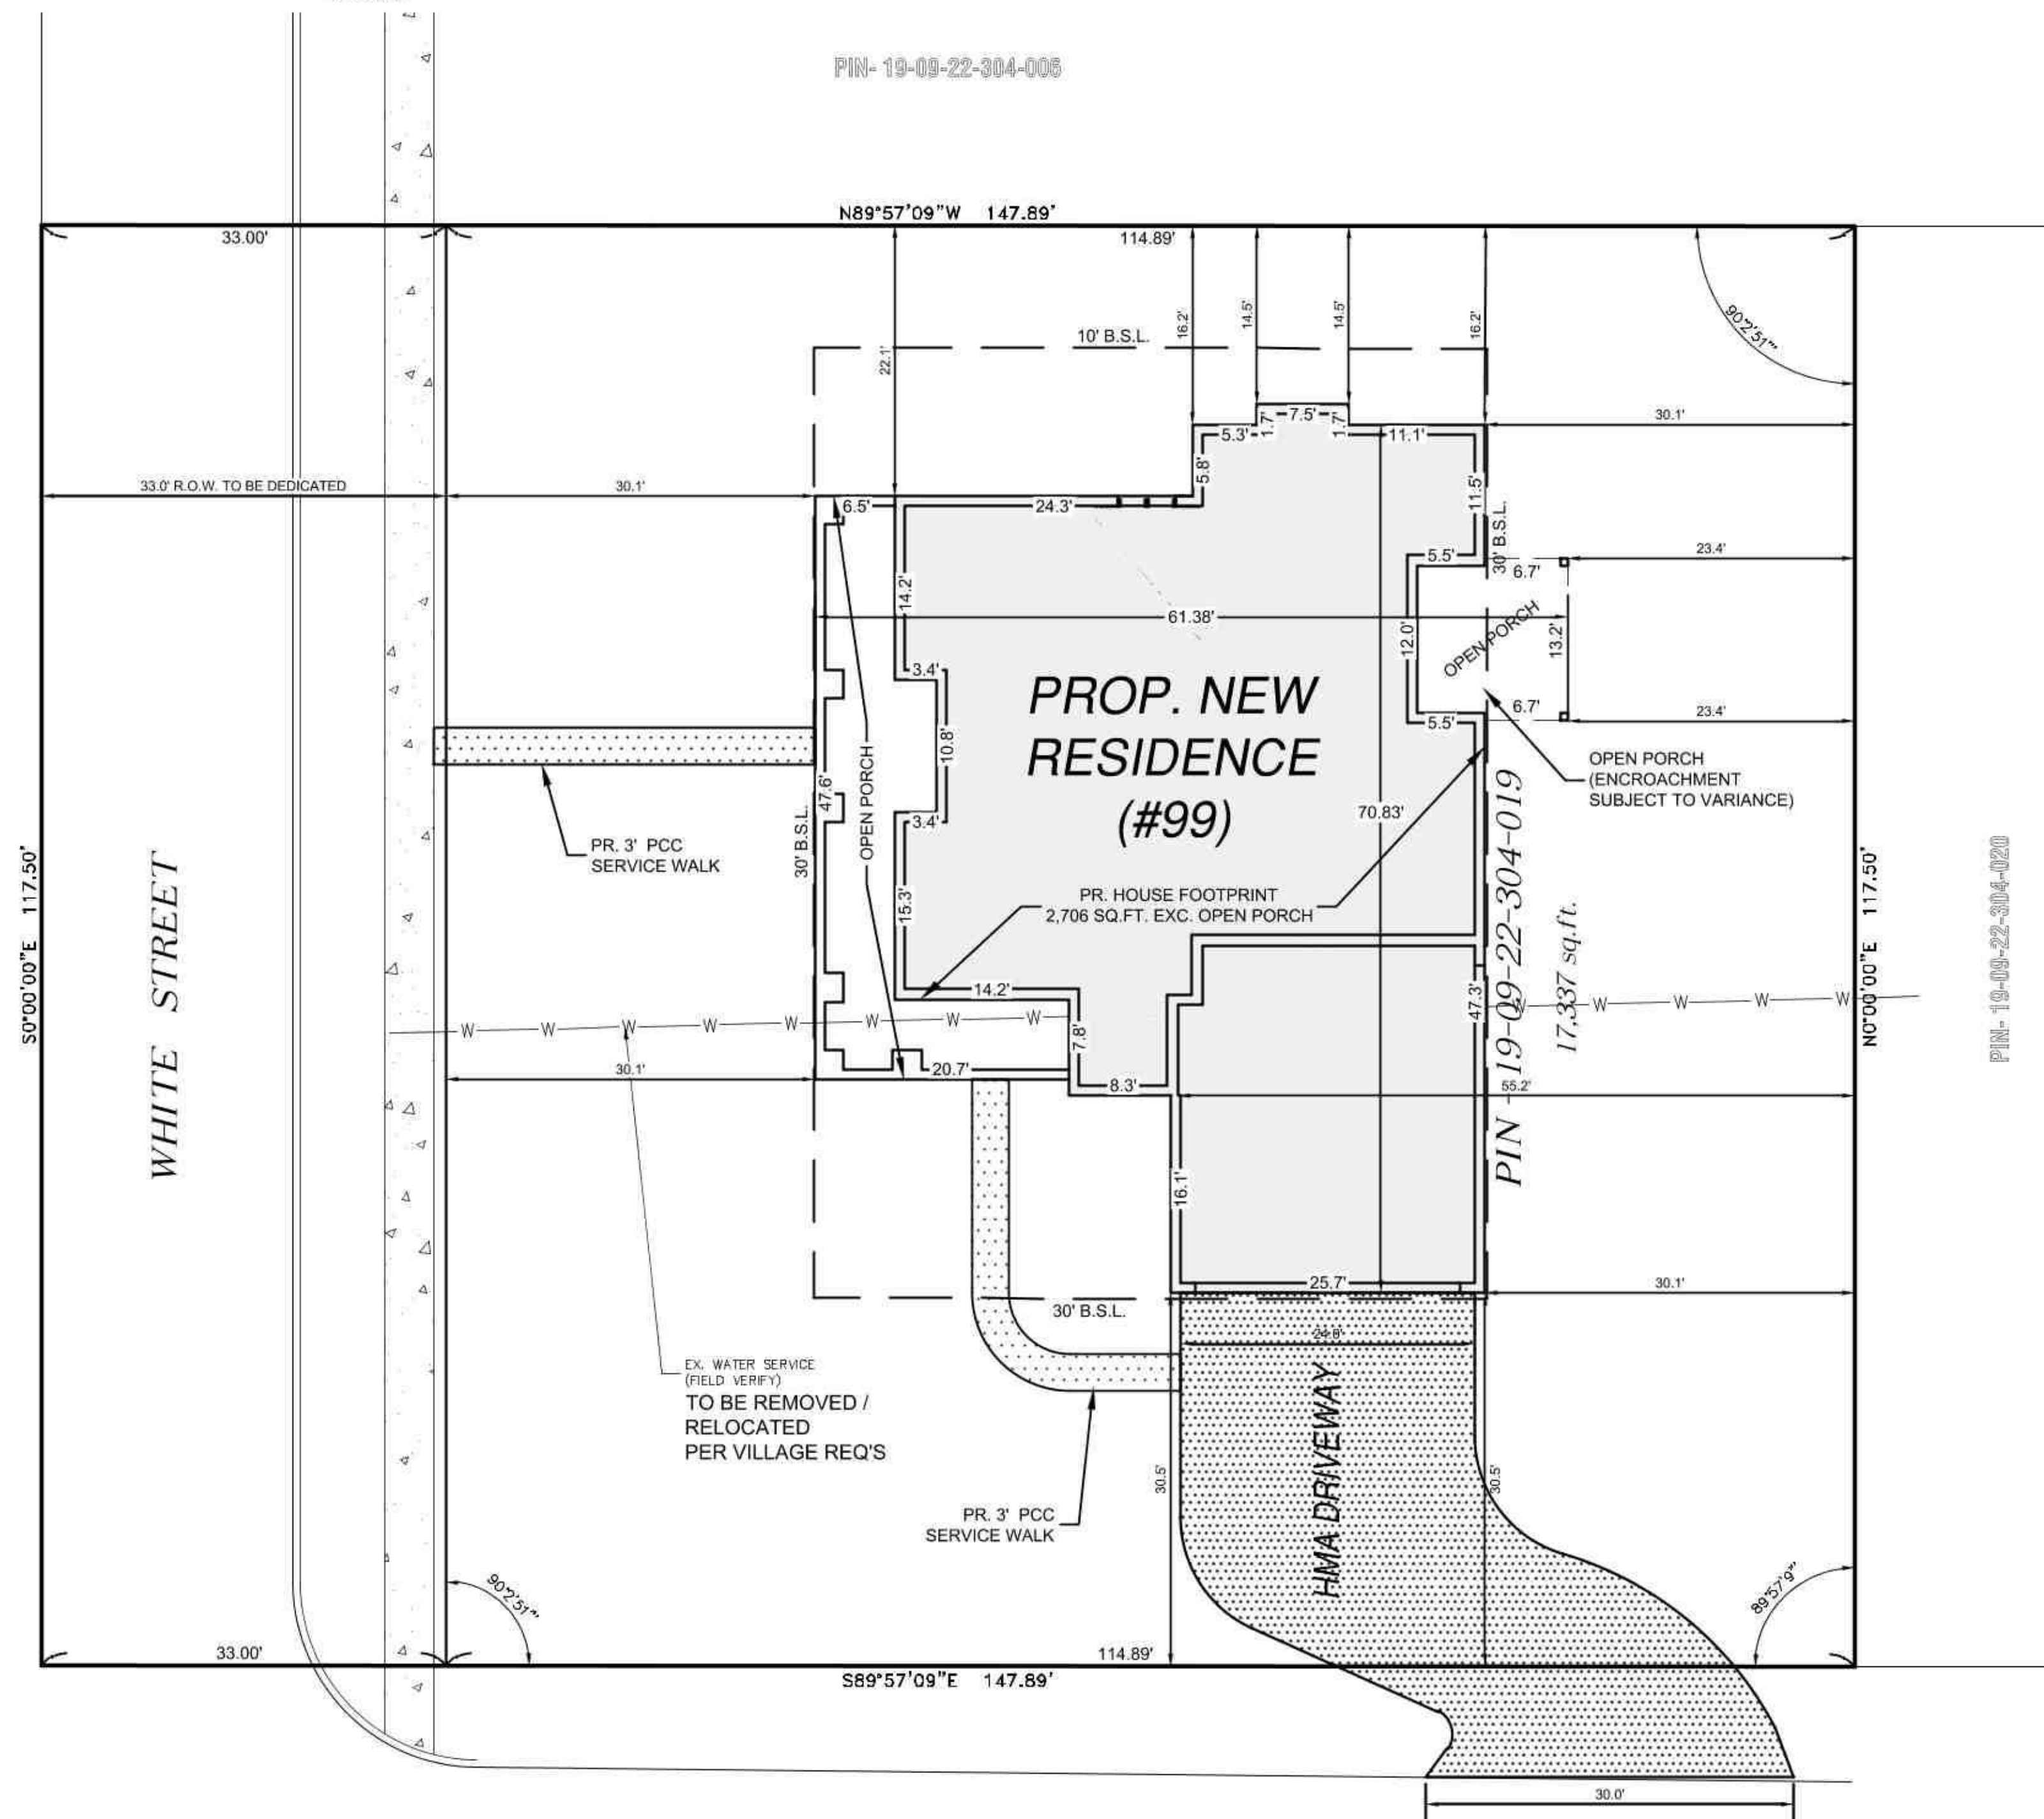 PIN- 19-09-22-304-006
N89°57'09"W 147.89'
33.00'
114.89'
90°2'51"
16.2'
14.5'
14.5'
16.2'
10' B.S.L.
22.1'
7.5'
1.7'
1.7'
5.3'
11.1'
30.1'
5.8'
11.5'
33.0' R.O.W. TO BE DEDICATED
30.1'
6.5'
24.3'
30' B.S.L.
5.5'
6.7'
23.4'
14.2'
61.38'
12.0'
OPEN PORCH
13.2'
3.4'
PROP. NEW
RESIDENCE
(#99)
6.7'
5.5'
23.4'
10.8'
OPEN PORCH
(ENCROACHMENT
SUBJECT TO VARIANCE)
47.6'
OPEN PORCH
3.4'
70.83'
30' B.S.L.
PR. 3' PCC
SERVICE WALK
PIN - 19-09-22-304-019
17,337 sq.ft.
S0°00'00"E 117.50'
WHITE STREET
N0°00'00"E 117.50'
PIN- 19-09-22-304-020
PR. HOUSE FOOTPRINT
2,706 SQ.FT. EXC. OPEN PORCH
15.3'
14.2'
47.3'
W W W W W W W W
W W W W W
7.8'
30.1'
20.7'
8.3'
55.2'
16.1'
25.7'
30.1'
30' B.S.L.
EX. WATER SERVICE
(FIELD VERIFY)
TO BE REMOVED /
RELOCATED
PER VILLAGE REQ'S
HMA DRIVEWAY
30.5'
30.5'
PR. 3' PCC
SERVICE WALK
90°2'51"
89°57'9"
33.00'
114.89'
S89°57'09"E 147.89'
30.0'